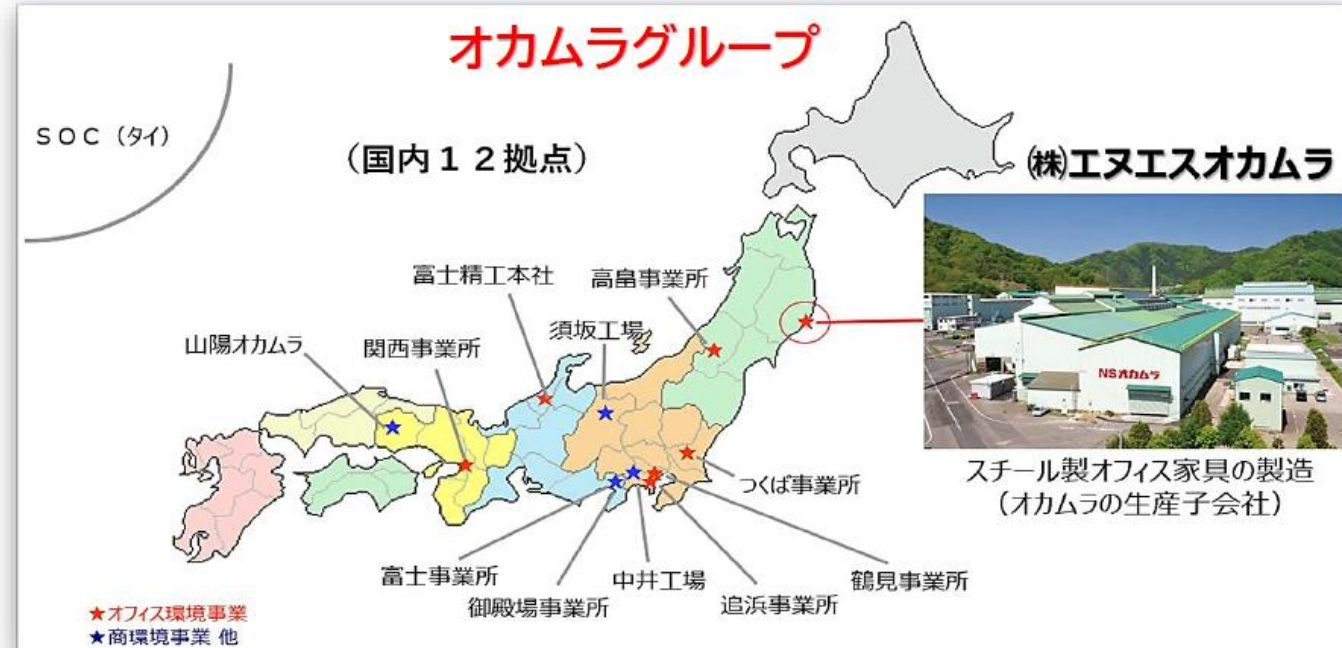 オカムラグループ
SOC（タイ）
（国内１２拠点）
㈱エヌエスオカムラ
富士精工本社
高畠事業所
須坂工場
山陽オカムラ
関西事業所
NSオカムラ
つくば事業所
スチール製オフィス家具の製造
（オカムラの生産子会社）
富士事業所
御殿場事業所
中井工場
追浜事業所
鶴見事業所
★オフィス環境事業
★商環境事業 他